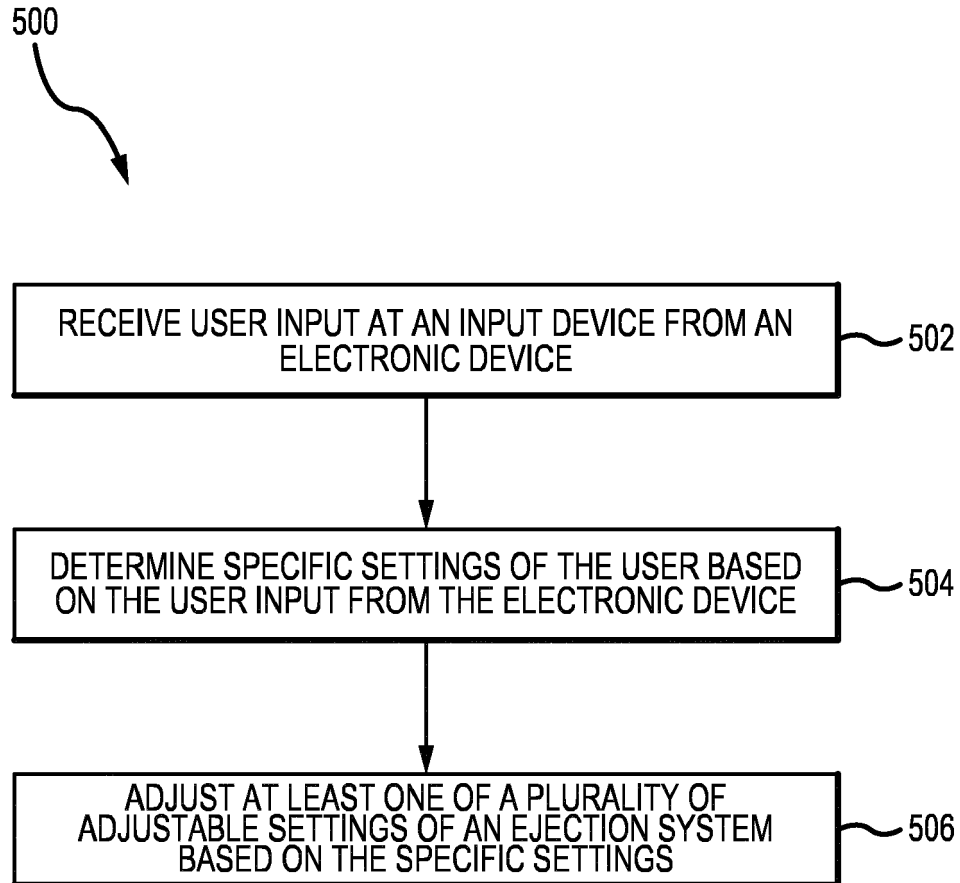 500
RECEIVE USER INPUT AT AN INPUT DEVICE FROM AN
ELECTRONIC DEVICE
502
DETERMINE SPECIFIC SETTINGS OF THE USER BASED
ON THE USER INPUT FROM THE ELECTRONIC DEVICE
504
ADJUST AT LEAST ONE OF A PLURALITY OF
ADJUSTABLE SETTINGS OF AN EJECTION SYSTEM
BASED ON THE SPECIFIC SETTINGS
506